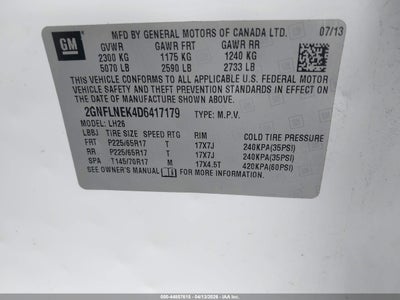 GM
MFD BY GENERAL MOTORS OF CANADA LTD. 07/13
GVWR GAWR FRT GAWR RR
2300 KG 1175 KG 1240 KG
5070 LB 2590 LB 2733 LB
THIS VEHICLE CONFORMS TO ALL APPLICABLE U.S. FEDERAL MOTOR
VEHICLE SAFETY, BUMPER, AND THEFT PREVENTION STANDARDS IN
EFFECT ON THE DATE OF MANUFACTURE SHOWN ABOVE.
2GNFLNEK4D6417179 TYPE: M.P.V.
MODEL: LH26
LBBJ TIRE SIZE SPEED RTG RIM COLD TIRE PRESSURE
FRT P225/65R17 T 17X7J 240KPA(35PSI)
RR P225/65R17 T 17X7J 240KPA(35PSI)
SPA T145/70R17 M 17X4.5T 420KPA(60PSI)
SEE OWNER'S MANUAL FOR ADDITIONAL INFORMATION.